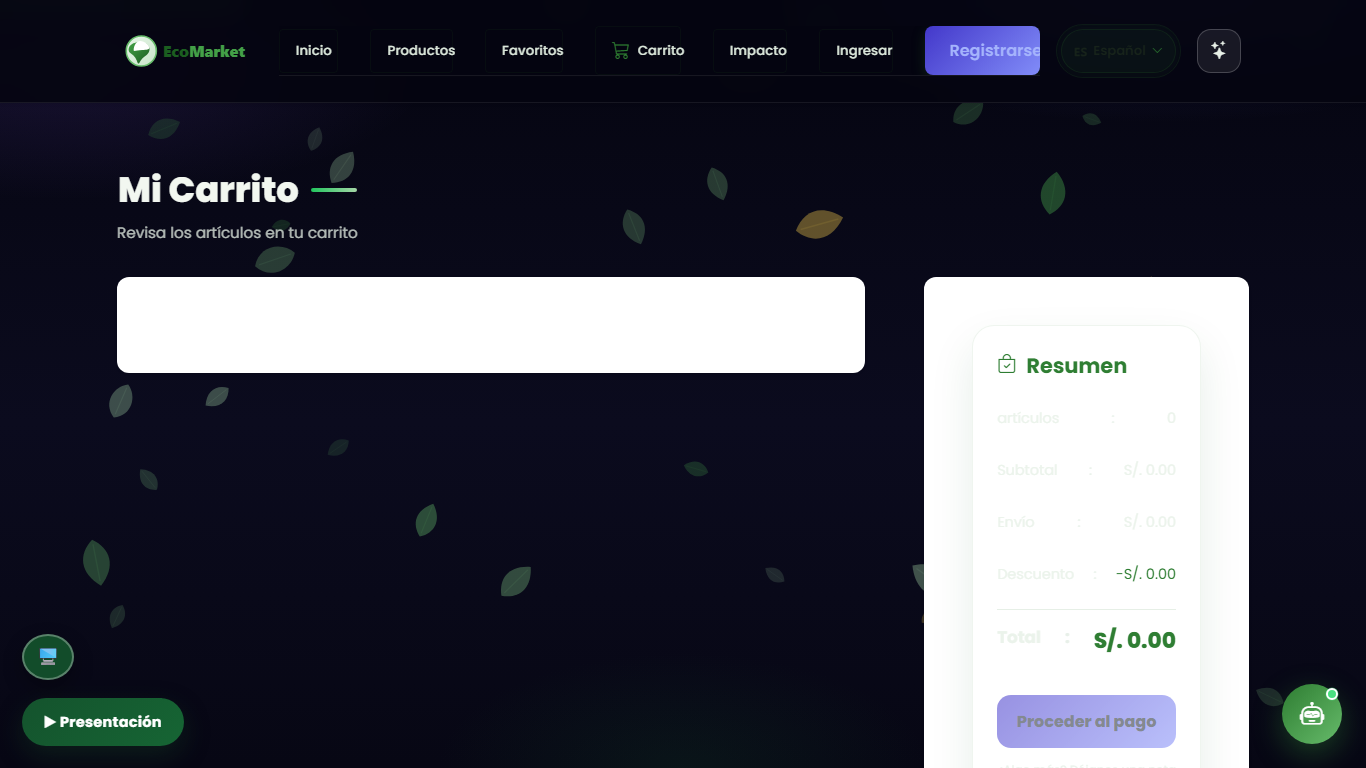 EcoMarket
Inicio
Productos
Favoritos
Carrito
Impacto
Ingresar
Registrarse
ES Español
Mi Carrito
Revisa los artículos en tu carrito
Resumen
artículos : 0
Subtotal : S/. 0.00
Envío : S/. 0.00
Descuento : -S/. 0.00
Total : S/. 0.00
Proceder al pago
Presentación